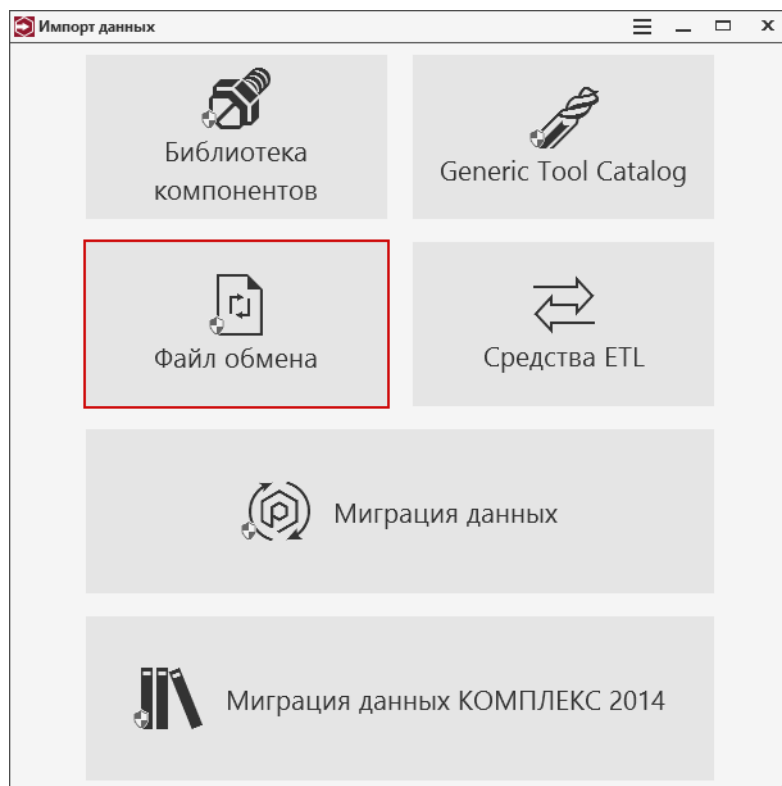 Импорт данных
Библиотека
компонентов
Generic Tool Catalog
Файл обмена
Средства ETL
Миграция данных
Миграция данных КОМПЛЕКС 2014